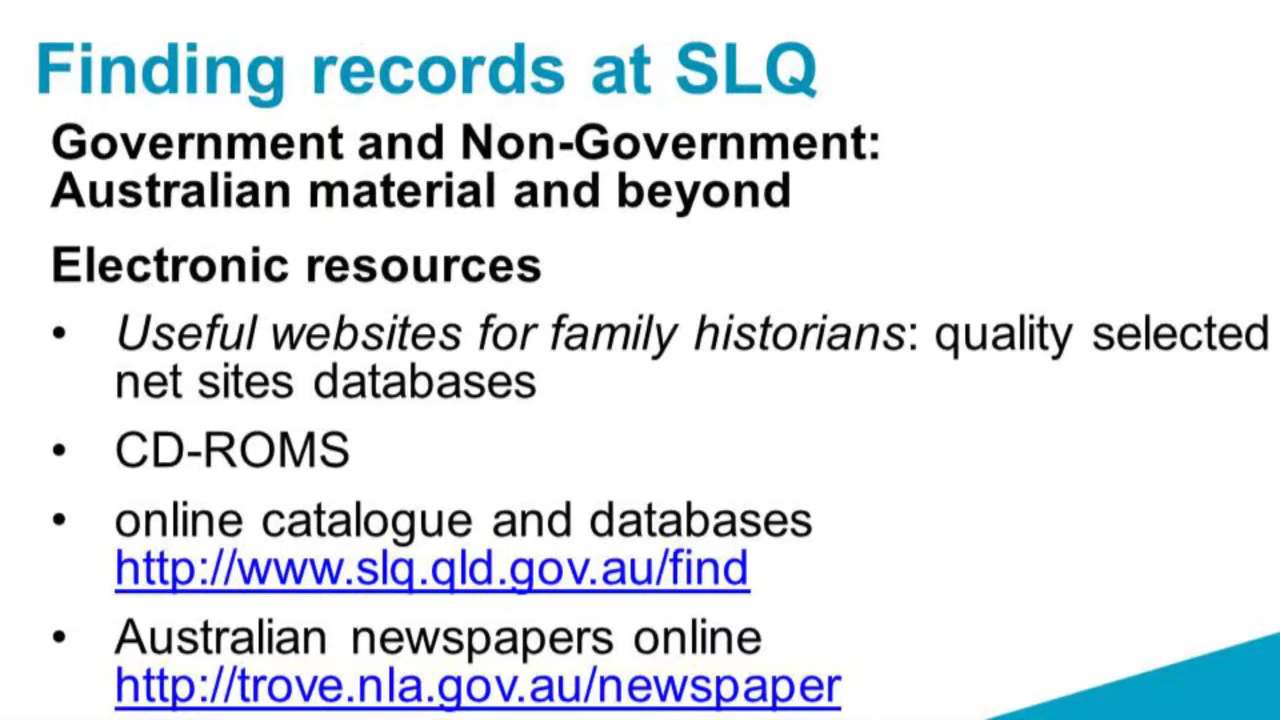 Finding records at SLQ
Government and Non-Government:
Australian material and beyond
Electronic resources
• Useful websites for family historians: quality selected
net sites databases
• CD-ROMS
• online catalogue and databases
http://www.slq.qld.gov.au/find
• Australian newspapers online
http://trove.nla.gov.au/newspaper